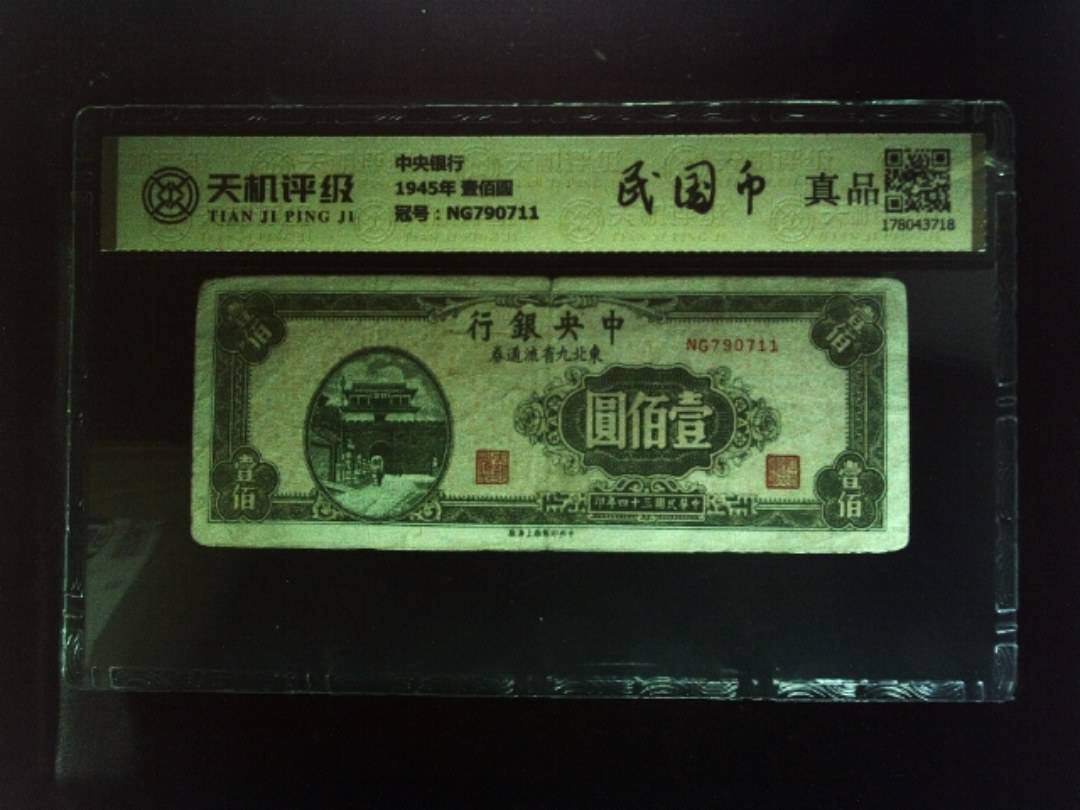 天机评级
TIAN JI PING JI
中央银行
1945年 壹佰圆
冠号：NG790711
民国币
真品
178043718
中央銀行
東北九省流通券
NG790711
壹佰圓
壹佰
壹佰
壹佰
壹佰
中華民國三十四年印